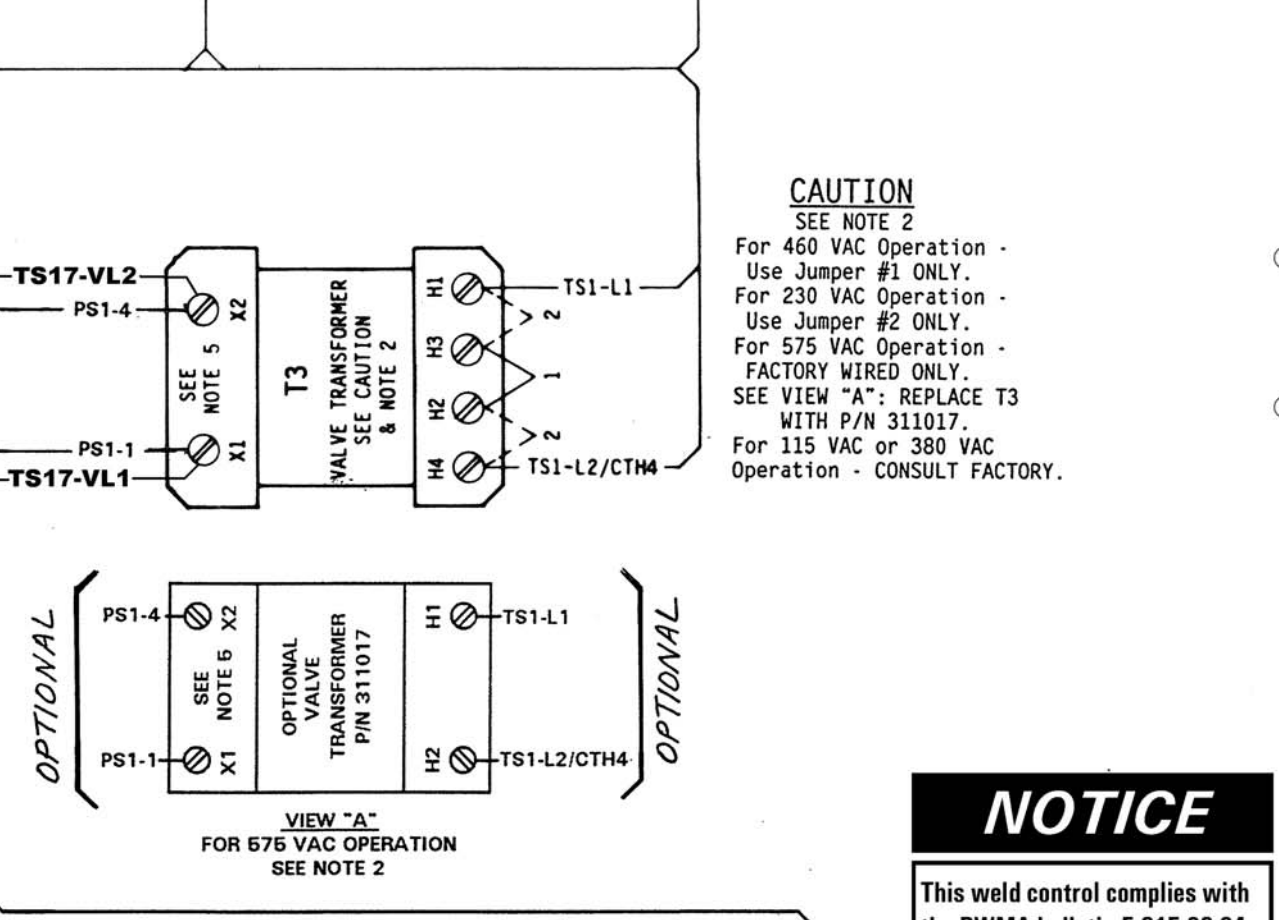 CAUTION
SEE NOTE 2
For 460 VAC Operation -
Use Jumper #1 ONLY.
For 230 VAC Operation -
Use Jumper #2 ONLY.
For 575 VAC Operation -
FACTORY WIRED ONLY.
SEE VIEW "A": REPLACE T3
WITH P/N 311017.
For 115 VAC or 380 VAC
Operation - CONSULT FACTORY.
TS17-VL2
PS1-4
X2
SEE
NOTE 5
PS1-1
X1
TS17-VL1
T3
VALVE TRANSFORMER
SEE CAUTION
& NOTE 2
H1
TS1-L1
2
H3
1
H2
2
H4
TS1-L2/CTH4
OPTIONAL
PS1-4
X2
SEE
NOTE 5
PS1-1
X1
OPTIONAL
VALVE
TRANSFORMER
P/N 311017
H1
TS1-L1
H2
TS1-L2/CTH4
OPTIONAL
VIEW "A"
FOR 575 VAC OPERATION
SEE NOTE 2
NOTICE
This weld control complies with